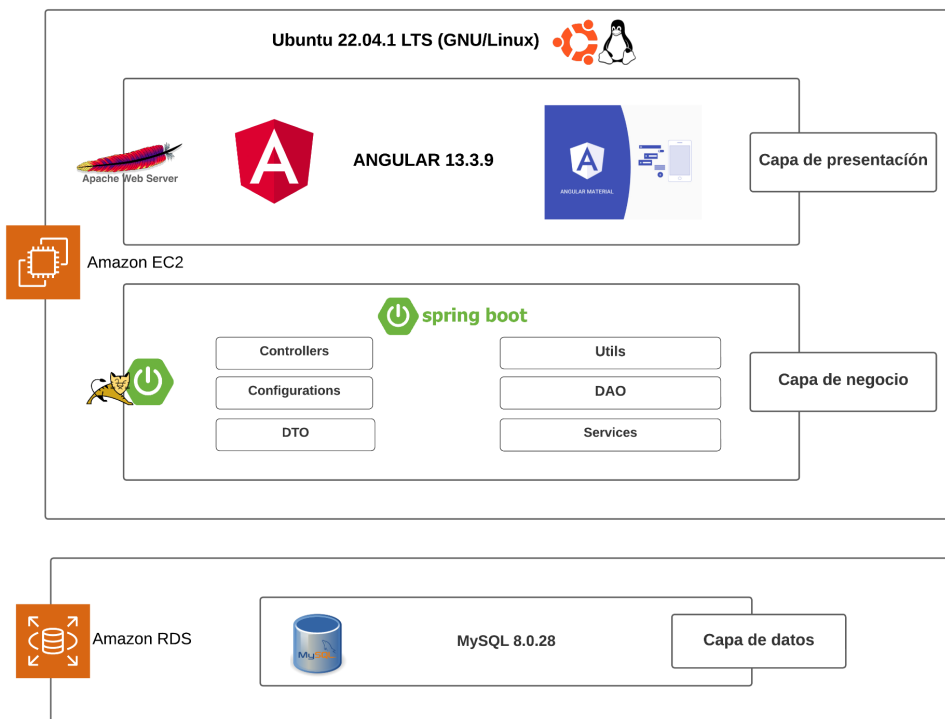 Ubuntu 22.04.1 LTS (GNU/Linux)
Apache Web Server
ANGULAR 13.3.9
ANGULAR MATERIAL
Capa de presentacíón
Amazon EC2
spring boot
Controllers
Utils
Configurations
DAO
DTO
Services
Capa de negocio
Amazon RDS
MySQL
MySQL 8.0.28
Capa de datos